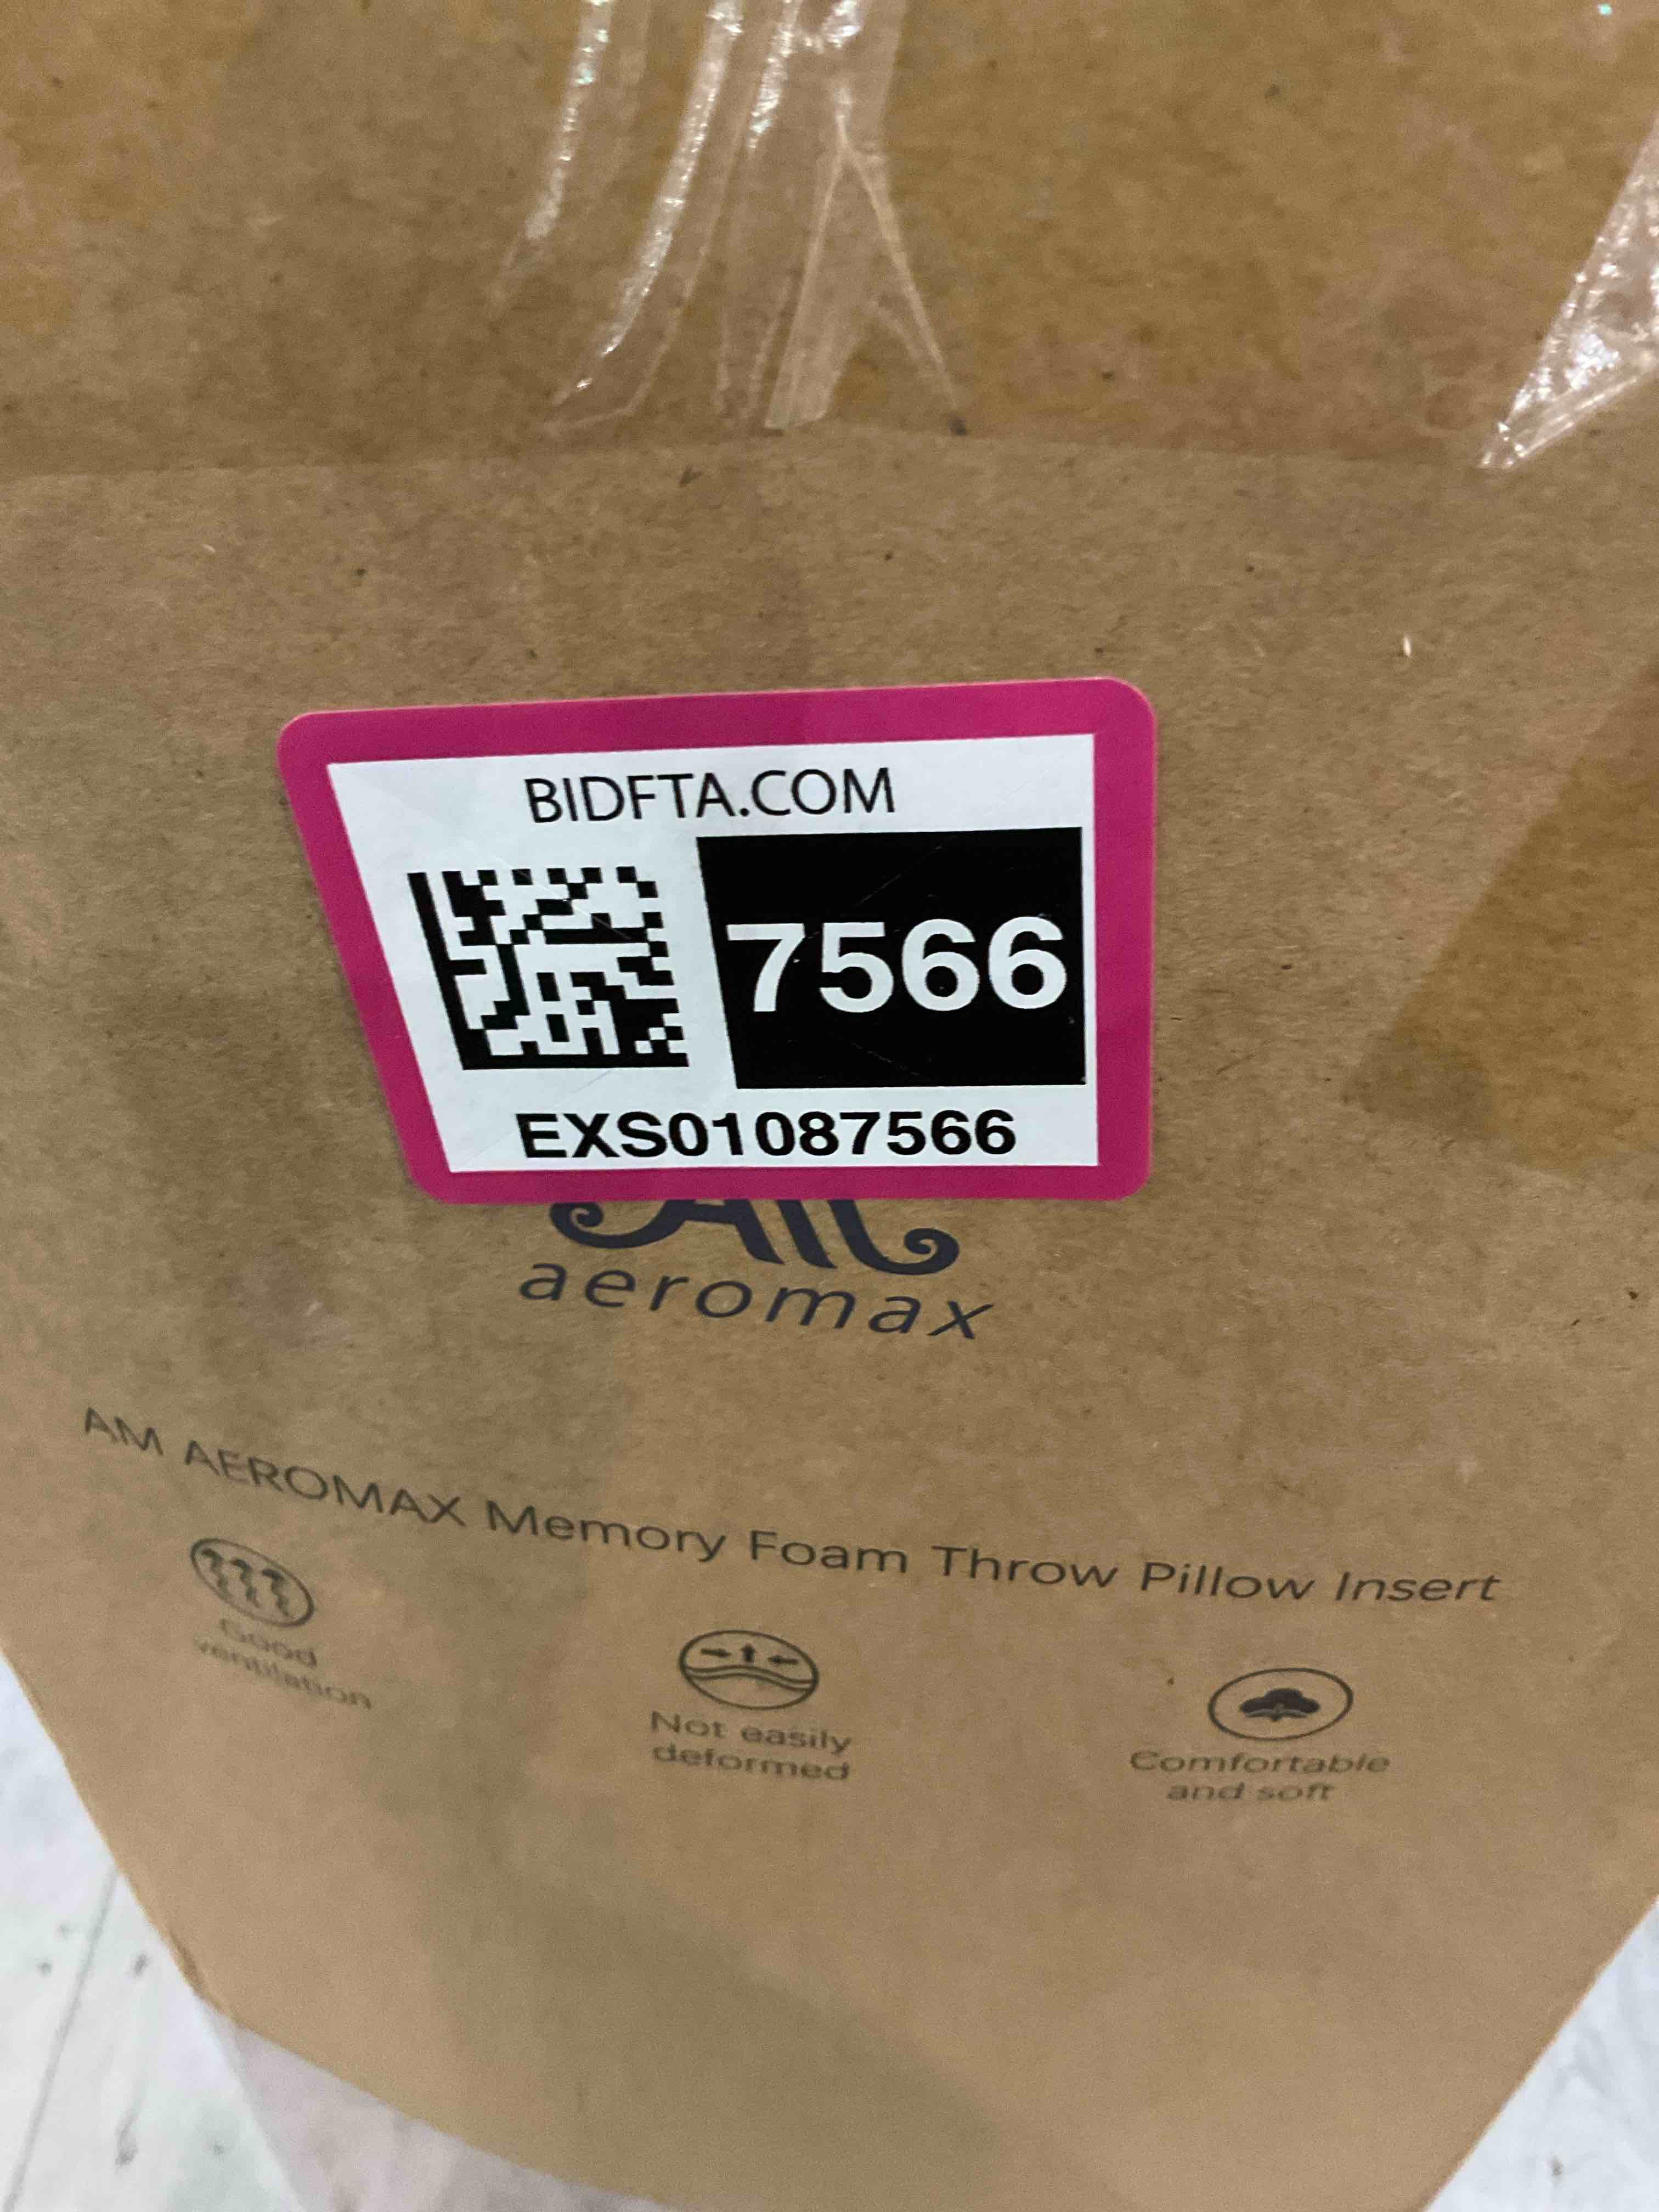 BIDFTA.COM
7566
EXS01087566
aeromax
AM AEROMAX Memory Foam Throw Pillow Insert
Good
ventilation
Not easily
deformed
Comfortable
and soft